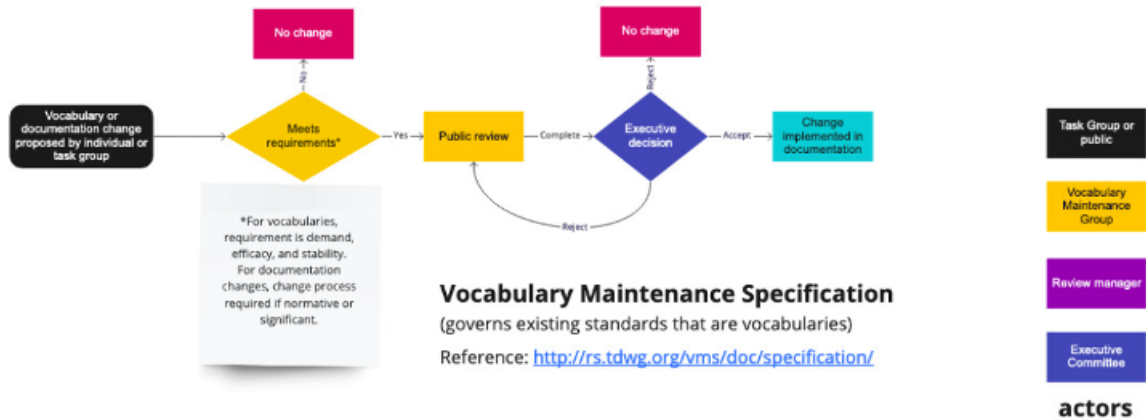 No change
No change
Vocabulary or
documentation change
proposed by individual or
task group
No
Meets
requirements*
Yes
Public review
Complete
Reject
Executive
decision
Accept
Change
implemented in
documentation
Reject
*For vocabularies,
requirement is demand,
efficacy, and stability.
For documentation
changes, change process
required if normative or
significant.
Vocabulary Maintenance Specification
(governs existing standards that are vocabularies)
Reference: http://rs.tdwg.org/vms/doc/specification/
Task Group or
public
Vocabulary
Maintenance
Group
Review manager
Executive
Committee
actors